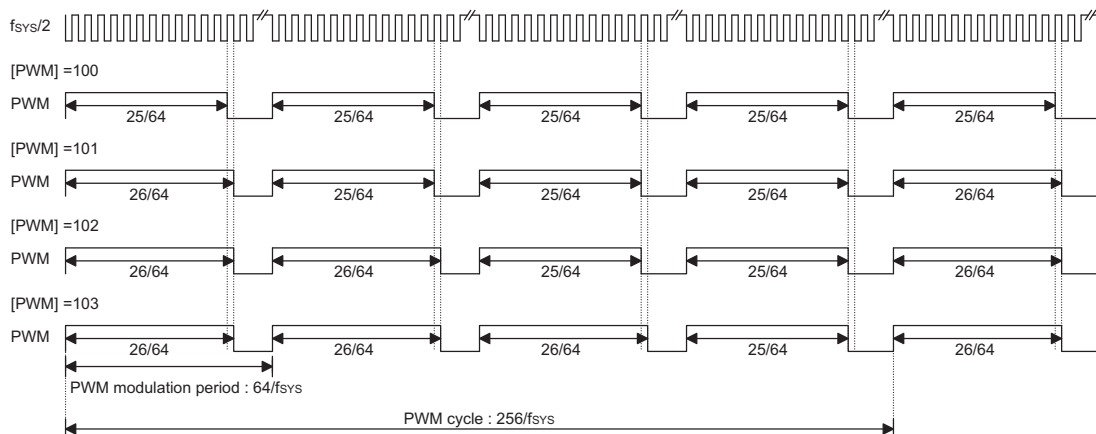 fSYS/2
[PWM] =100
PWM
25/64 25/64 25/64 25/64 25/64
[PWM] =101
PWM
26/64 25/64 25/64 25/64 26/64
[PWM] =102
PWM
26/64 26/64 25/64 25/64 26/64
[PWM] =103
PWM
26/64 26/64 26/64 25/64 26/64
PWM modulation period : 64/fSYS
PWM cycle : 256/fSYS